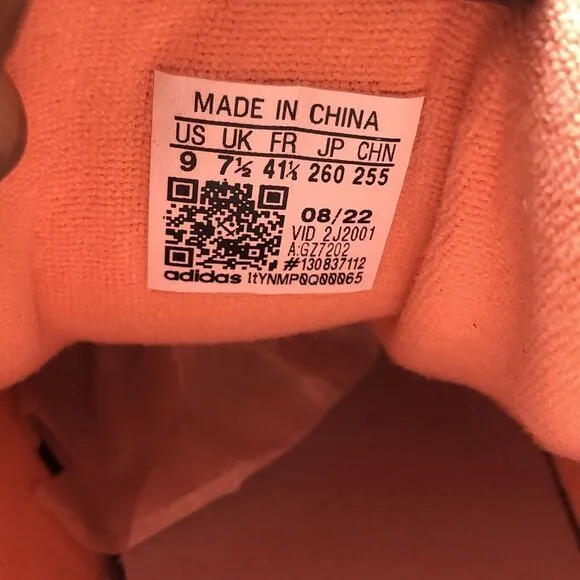 MADE IN CHINA
US UK FR JP CHN
9 7½ 41⅓ 260 255
08/22
VID 2J2001
A:GZ7202
#130837112
adidas ItYNMP0Q00065